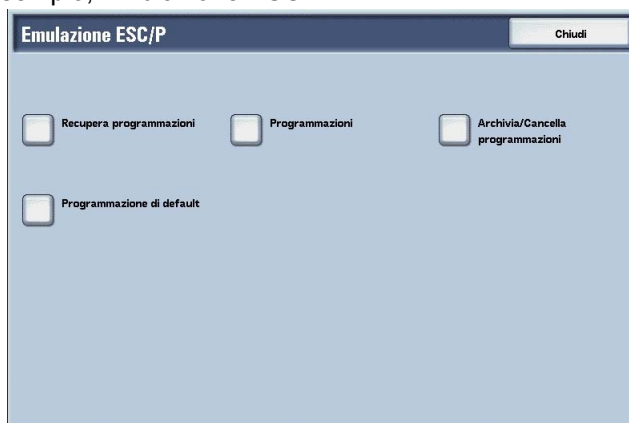 Emulazione ESC/P
Chiudi
Recupera programmazioni
Programmazioni
Archivia/Cancella
programmazioni
Programmazione di default